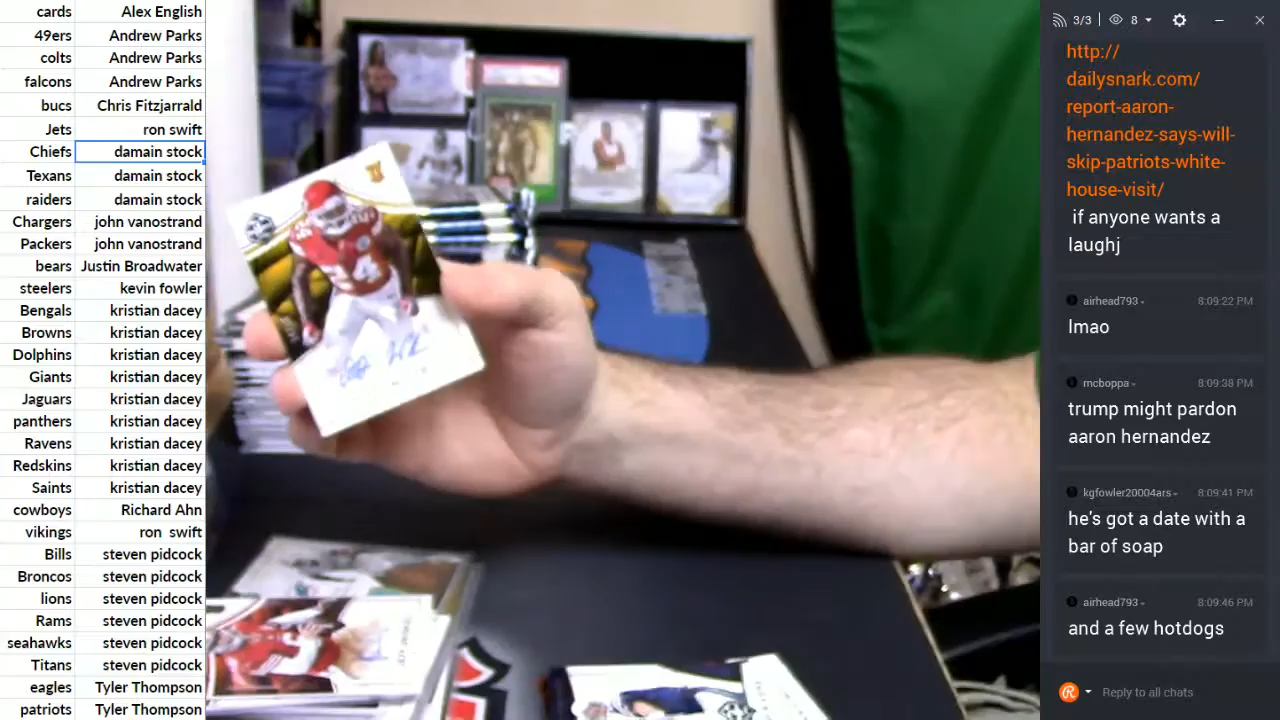 cards Alex English
49ers Andrew Parks
colts Andrew Parks
falcons Andrew Parks
bucs Chris Fitzjarrald
Jets ron swift
Chiefs damain stock
Texans damain stock
raiders damain stock
Chargers john vanostrand
Packers john vanostrand
bears Justin Broadwater
steelers kevin fowler
Bengals kristian dacey
Browns kristian dacey
Dolphins kristian dacey
Giants kristian dacey
Jaguars kristian dacey
panthers kristian dacey
Ravens kristian dacey
Redskins kristian dacey
Saints kristian dacey
cowboys Richard Ahn
vikings ron swift
Bills steven pidcock
Broncos steven pidcock
lions steven pidcock
Rams steven pidcock
seahawks steven pidcock
Titans steven pidcock
eagles Tyler Thompson
patriots Tyler Thompson
3/3 8
http://
dailysnark.com/
report-aaron-
hernandez-says-will-
skip-patriots-white-
house-visit/
if anyone wants a
laughj
airhead793 8:09:22 PM
lmao
mcboppa 8:09:38 PM
trump might pardon
aaron hernandez
kgfowler20004ars 8:09:41 PM
he's got a date with a
bar of soap
airhead793 8:09:46 PM
and a few hotdogs
Reply to all chats